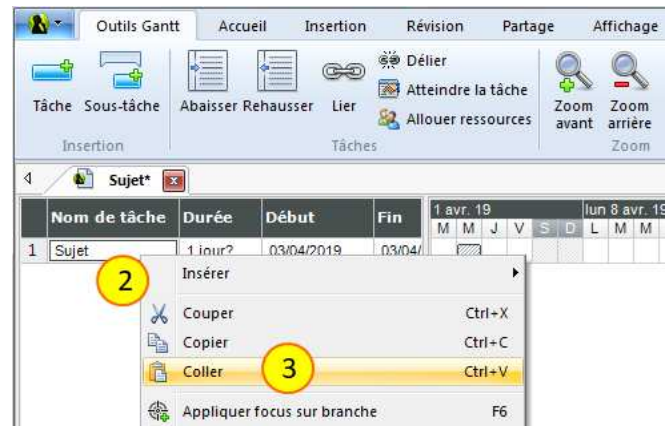 Outils Gantt Accueil Insertion Révision Partage Affichage
Délier
Atteindre la tâche
Tâche Sous-tâche Abaisser Rehausser Lier Allouer ressources Zoom avant Zoom arrière
Insertion Tâches Zoom
Sujet*
Nom de tâche Durée Début Fin 1 avr. 19 lun 8 avr. 19
M M J V S D L M M
1 Sujet 1 jour? 03/04/2019 03/04/
2 Insérer
Couper Ctrl+X
Copier Ctrl+C
Coller 3 Ctrl+V
Appliquer focus sur branche F6